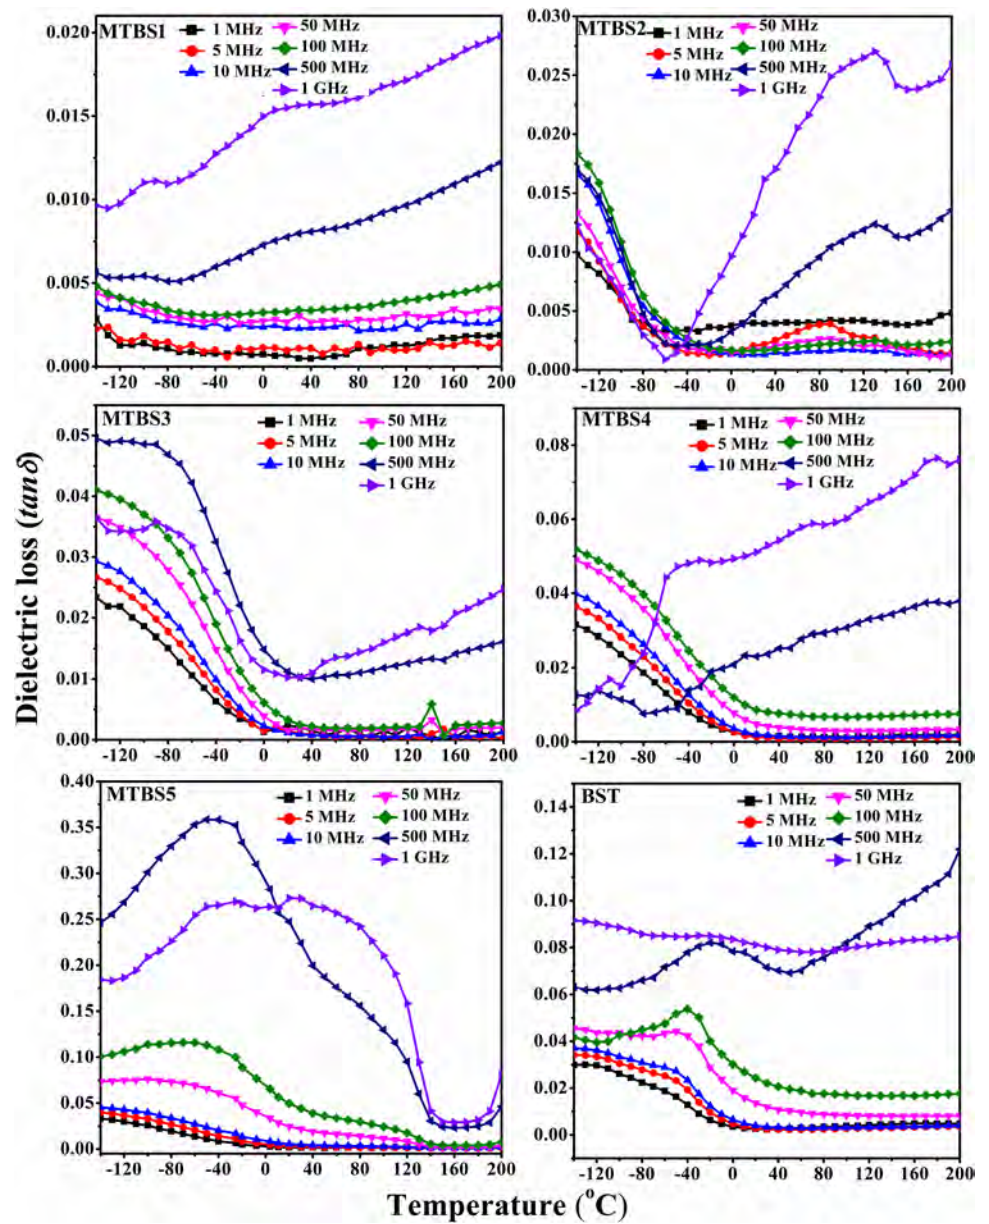 MTBS1
1 MHz
5 MHz
10 MHz
50 MHz
100 MHz
500 MHz
1 GHz
0.020
0.015
0.010
0.005
0.000
-120 -80 -40 0 40 80 120 160 200
MTBS2
1 MHz
5 MHz
10 MHz
50 MHz
100 MHz
500 MHz
1 GHz
0.030
0.025
0.020
0.015
0.010
0.005
0.000
-120 -80 -40 0 40 80 120 160 200
Dielectric loss (tanδ)
MTBS3
1 MHz
5 MHz
10 MHz
50 MHz
100 MHz
500 MHz
1 GHz
0.05
0.04
0.03
0.02
0.01
0.00
-120 -80 -40 0 40 80 120 160 200
MTBS4
1 MHz
5 MHz
10 MHz
50 MHz
100 MHz
500 MHz
1 GHz
0.08
0.06
0.04
0.02
0.00
-120 -80 -40 0 40 80 120 160 200
MTBS5
1 MHz
5 MHz
10 MHz
50 MHz
100 MHz
500 MHz
1 GHz
0.40
0.35
0.30
0.25
0.20
0.15
0.10
0.05
0.00
-120 -80 -40 0 40 80 120 160 200
BST
1 MHz
5 MHz
10 MHz
50 MHz
100 MHz
500 MHz
1 GHz
0.14
0.12
0.10
0.08
0.06
0.04
0.02
0.00
-120 -80 -40 0 40 80 120 160 200
Temperature (°C)